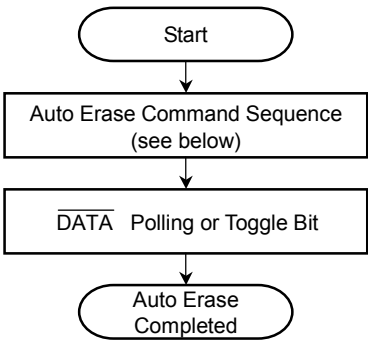 Start
Auto Erase Command Sequence
(see below)
DATA Polling or Toggle Bit
Auto Erase
Completed